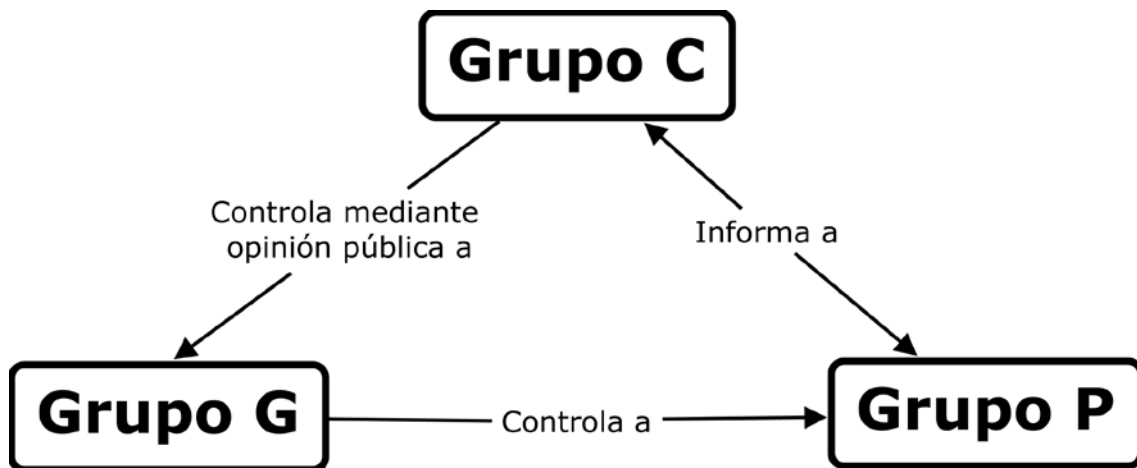 Grupo C
Controla mediante
opinión pública a
Informa a
Grupo G
Controla a
Grupo P